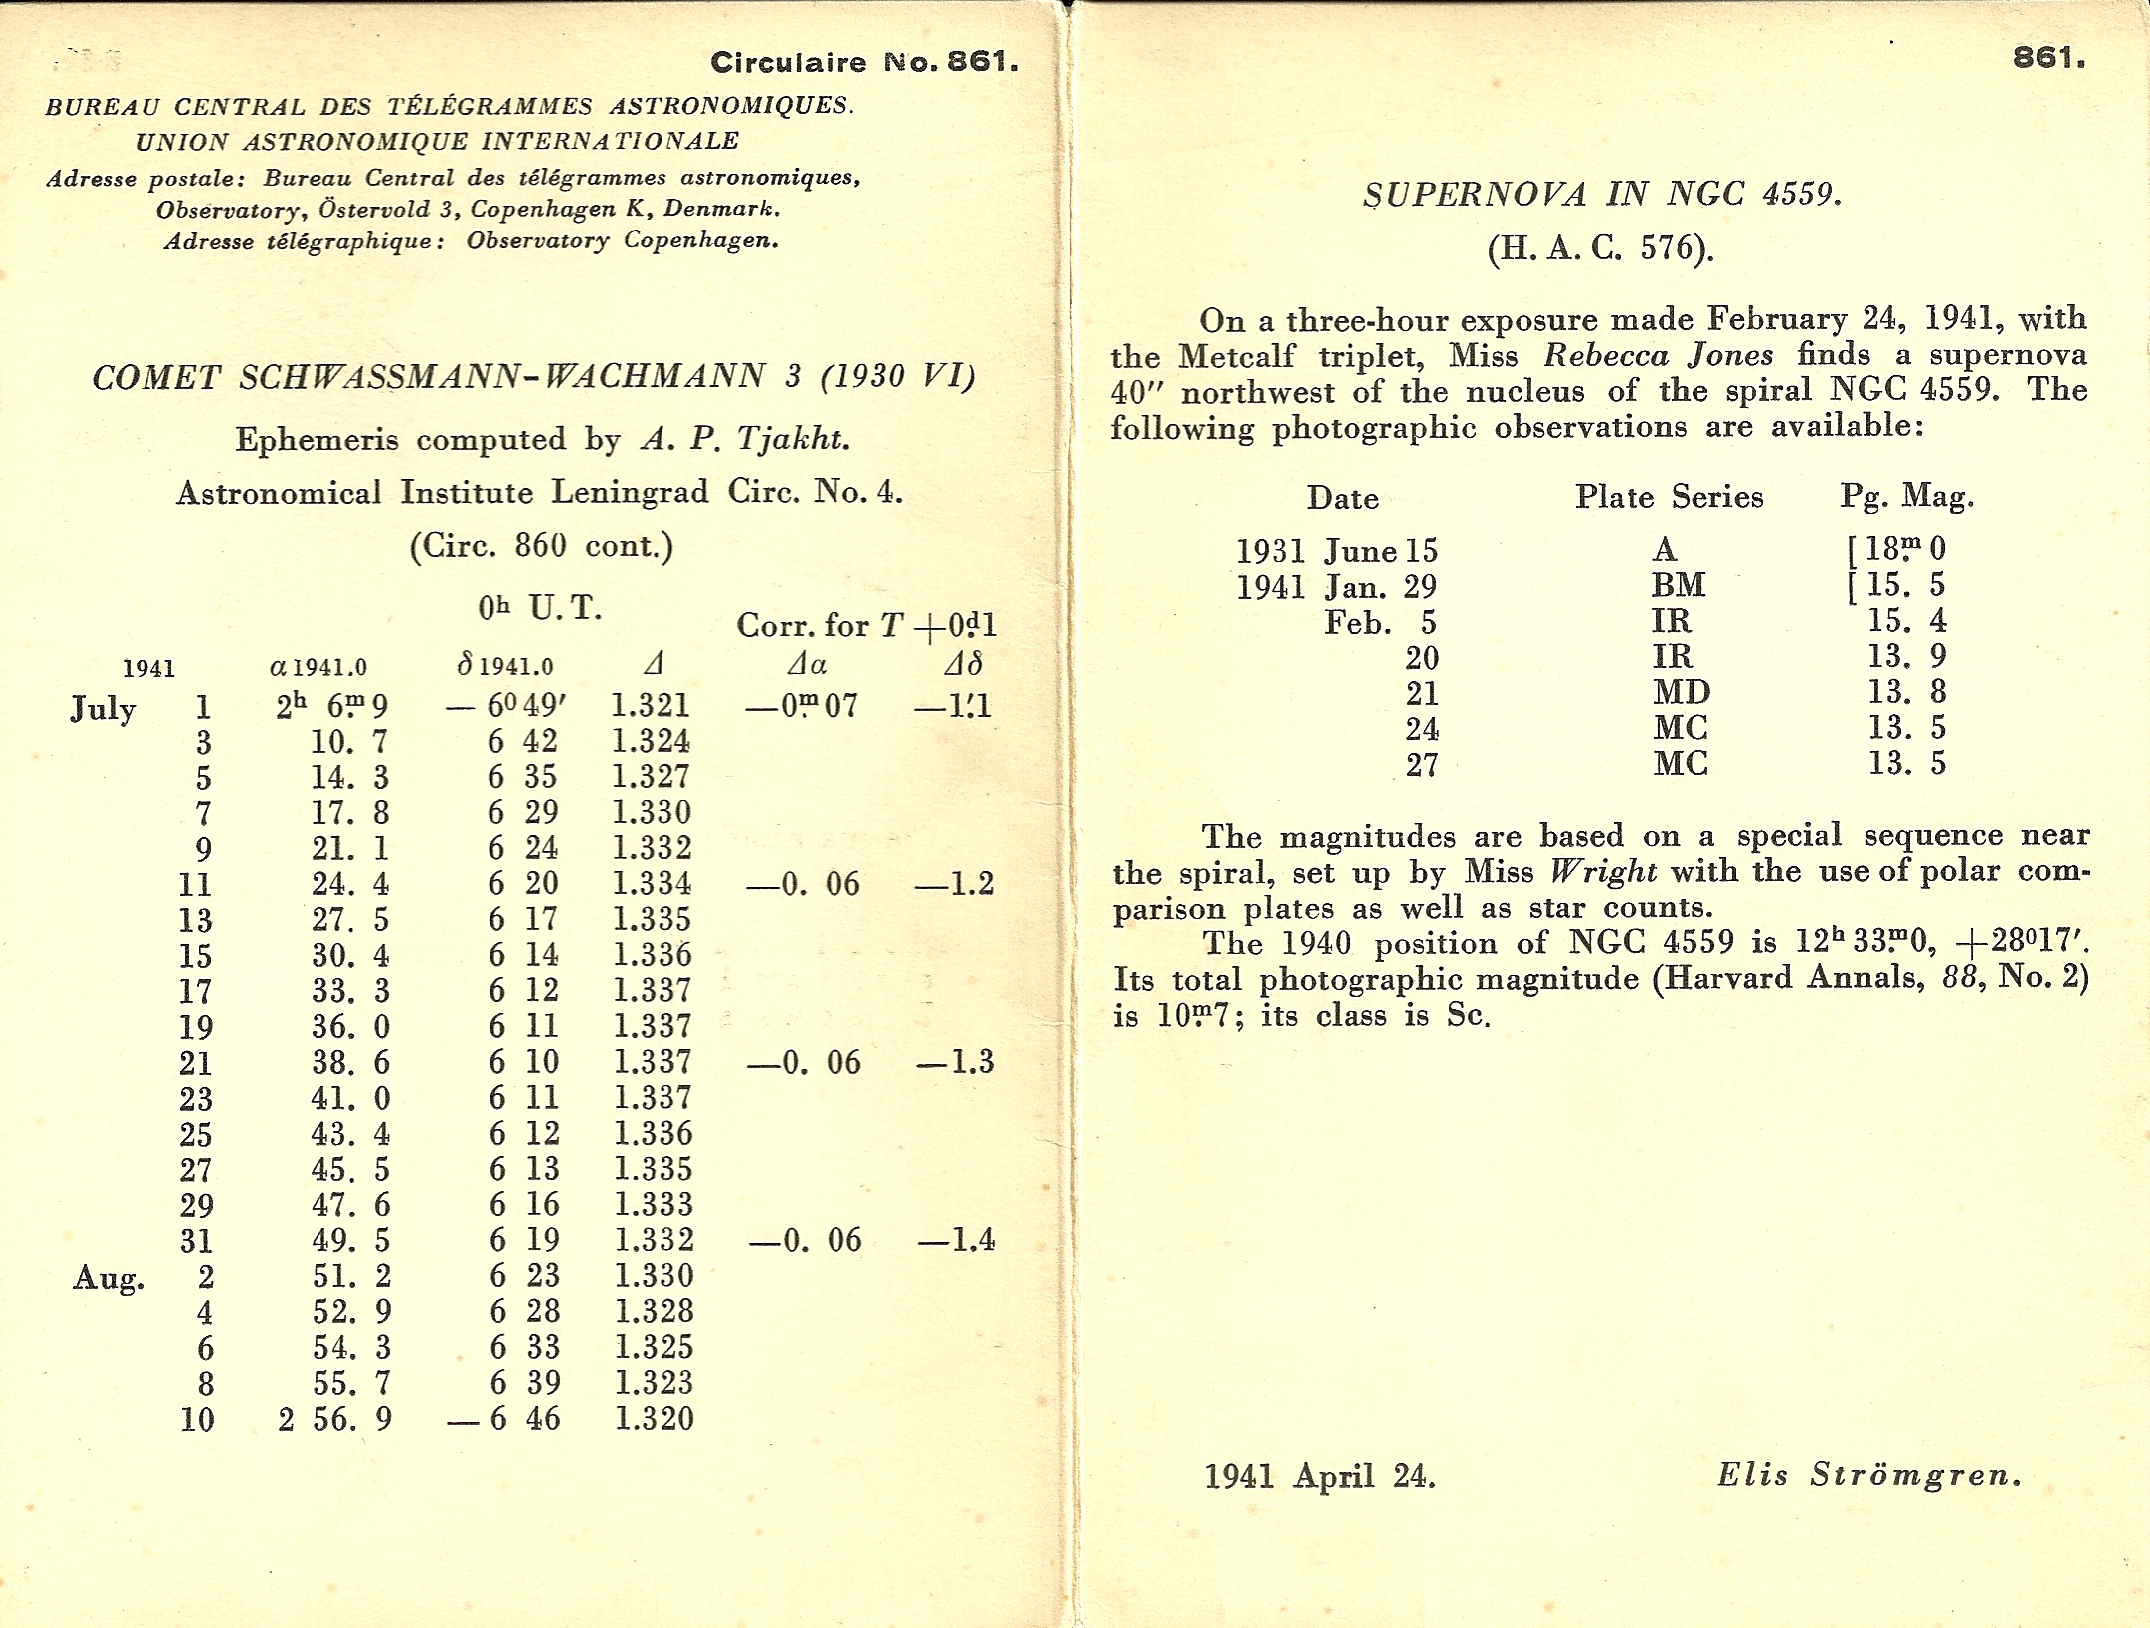 Circulaire No. 861.
BUREAU CENTRAL DES TÉLÉGRAMMES ASTRONOMIQUES.
UNION ASTRONOMIQUE INTERNATIONALE
Adresse postale: Bureau Central des télégrammes astronomiques,
Observatory, Östervold 3, Copenhagen K, Denmark.
Adresse télégraphique: Observatory Copenhagen.
COMET SCHWASSMANN-WACHMANN 3 (1930 VI)
Ephemeris computed by A. P. Tjakht.
Astronomical Institute Leningrad Circ. No. 4.
(Circ. 860 cont.)
0ʰ U.T.
Corr. for T +0ᵈ.1
1941 α 1941.0 δ 1941.0 Δ Δα Δδ
July 1 2ʰ 6ᵐ.9 — 6⁰49′ 1.321 —0ᵐ.07 —1′.1
3 10. 7 6 42 1.324
5 14. 3 6 35 1.327
7 17. 8 6 29 1.330
9 21. 1 6 24 1.332
11 24. 4 6 20 1.334 —0. 06 —1.2
13 27. 5 6 17 1.335
15 30. 4 6 14 1.336
17 33. 3 6 12 1.337
19 36. 0 6 11 1.337
21 38. 6 6 10 1.337 —0. 06 —1.3
23 41. 0 6 11 1.337
25 43. 4 6 12 1.336
27 45. 5 6 13 1.335
29 47. 6 6 16 1.333
31 49. 5 6 19 1.332 —0. 06 —1.4
Aug. 2 51. 2 6 23 1.330
4 52. 9 6 28 1.328
6 54. 3 6 33 1.325
8 55. 7 6 39 1.323
10 2 56. 9 — 6 46 1.320
861.
SUPERNOVA IN NGC 4559.
(H. A. C. 576).
On a three-hour exposure made February 24, 1941, with
the Metcalf triplet, Miss Rebecca Jones finds a supernova
40″ northwest of the nucleus of the spiral NGC 4559. The
following photographic observations are available:
Date Plate Series Pg. Mag.
1931 June 15 A [18ᵐ.0
1941 Jan. 29 BM [15. 5
Feb. 5 IR 15. 4
20 IR 13. 9
21 MD 13. 8
24 MC 13. 5
27 MC 13. 5
The magnitudes are based on a special sequence near
the spiral, set up by Miss Wright with the use of polar com-
parison plates as well as star counts.
The 1940 position of NGC 4559 is 12ʰ 33ᵐ.0, +28⁰17′.
Its total photographic magnitude (Harvard Annals, 88, No. 2)
is 10ᵐ.7; its class is Sc.
1941 April 24. Elis Strömgren.